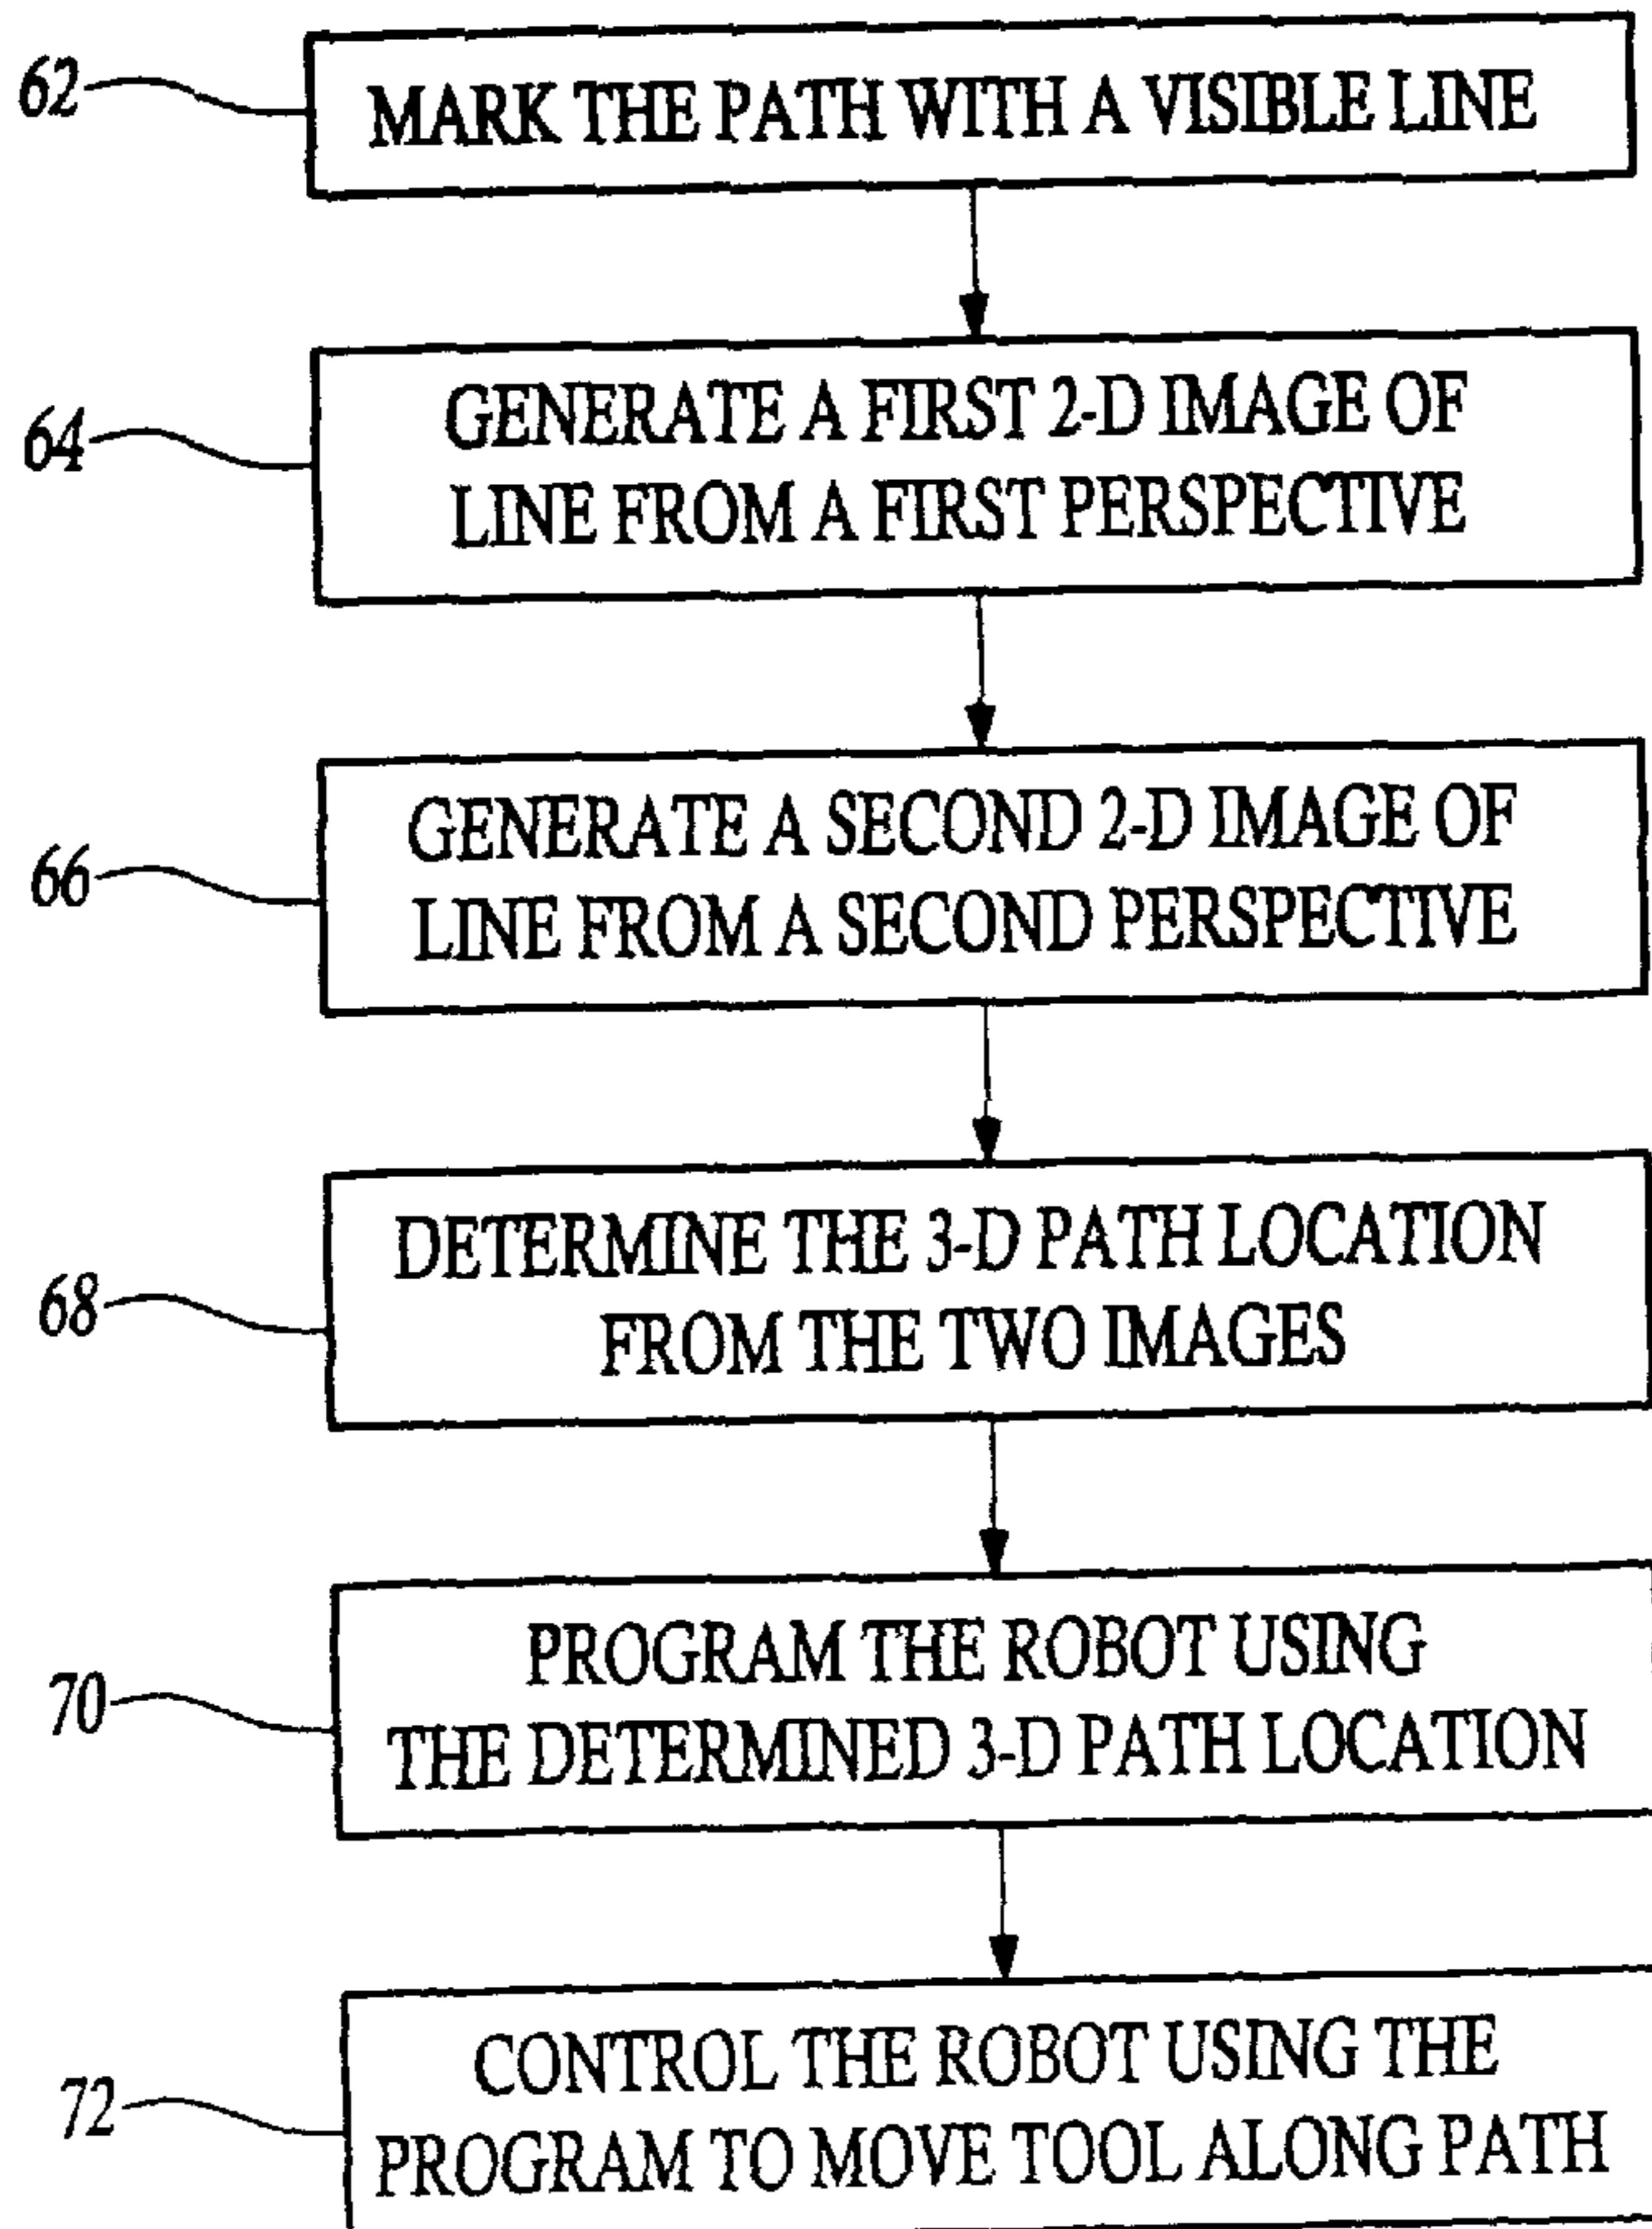 62 MARK THE PATH WITH A VISIBLE LINE
64 GENERATE A FIRST 2-D IMAGE OF
LINE FROM A FIRST PERSPECTIVE
66 GENERATE A SECOND 2-D IMAGE OF
LINE FROM A SECOND PERSPECTIVE
68 DETERMINE THE 3-D PATH LOCATION
FROM THE TWO IMAGES
70 PROGRAM THE ROBOT USING
THE DETERMINED 3-D PATH LOCATION
72 CONTROL THE ROBOT USING THE
PROGRAM TO MOVE TOOL ALONG PATH